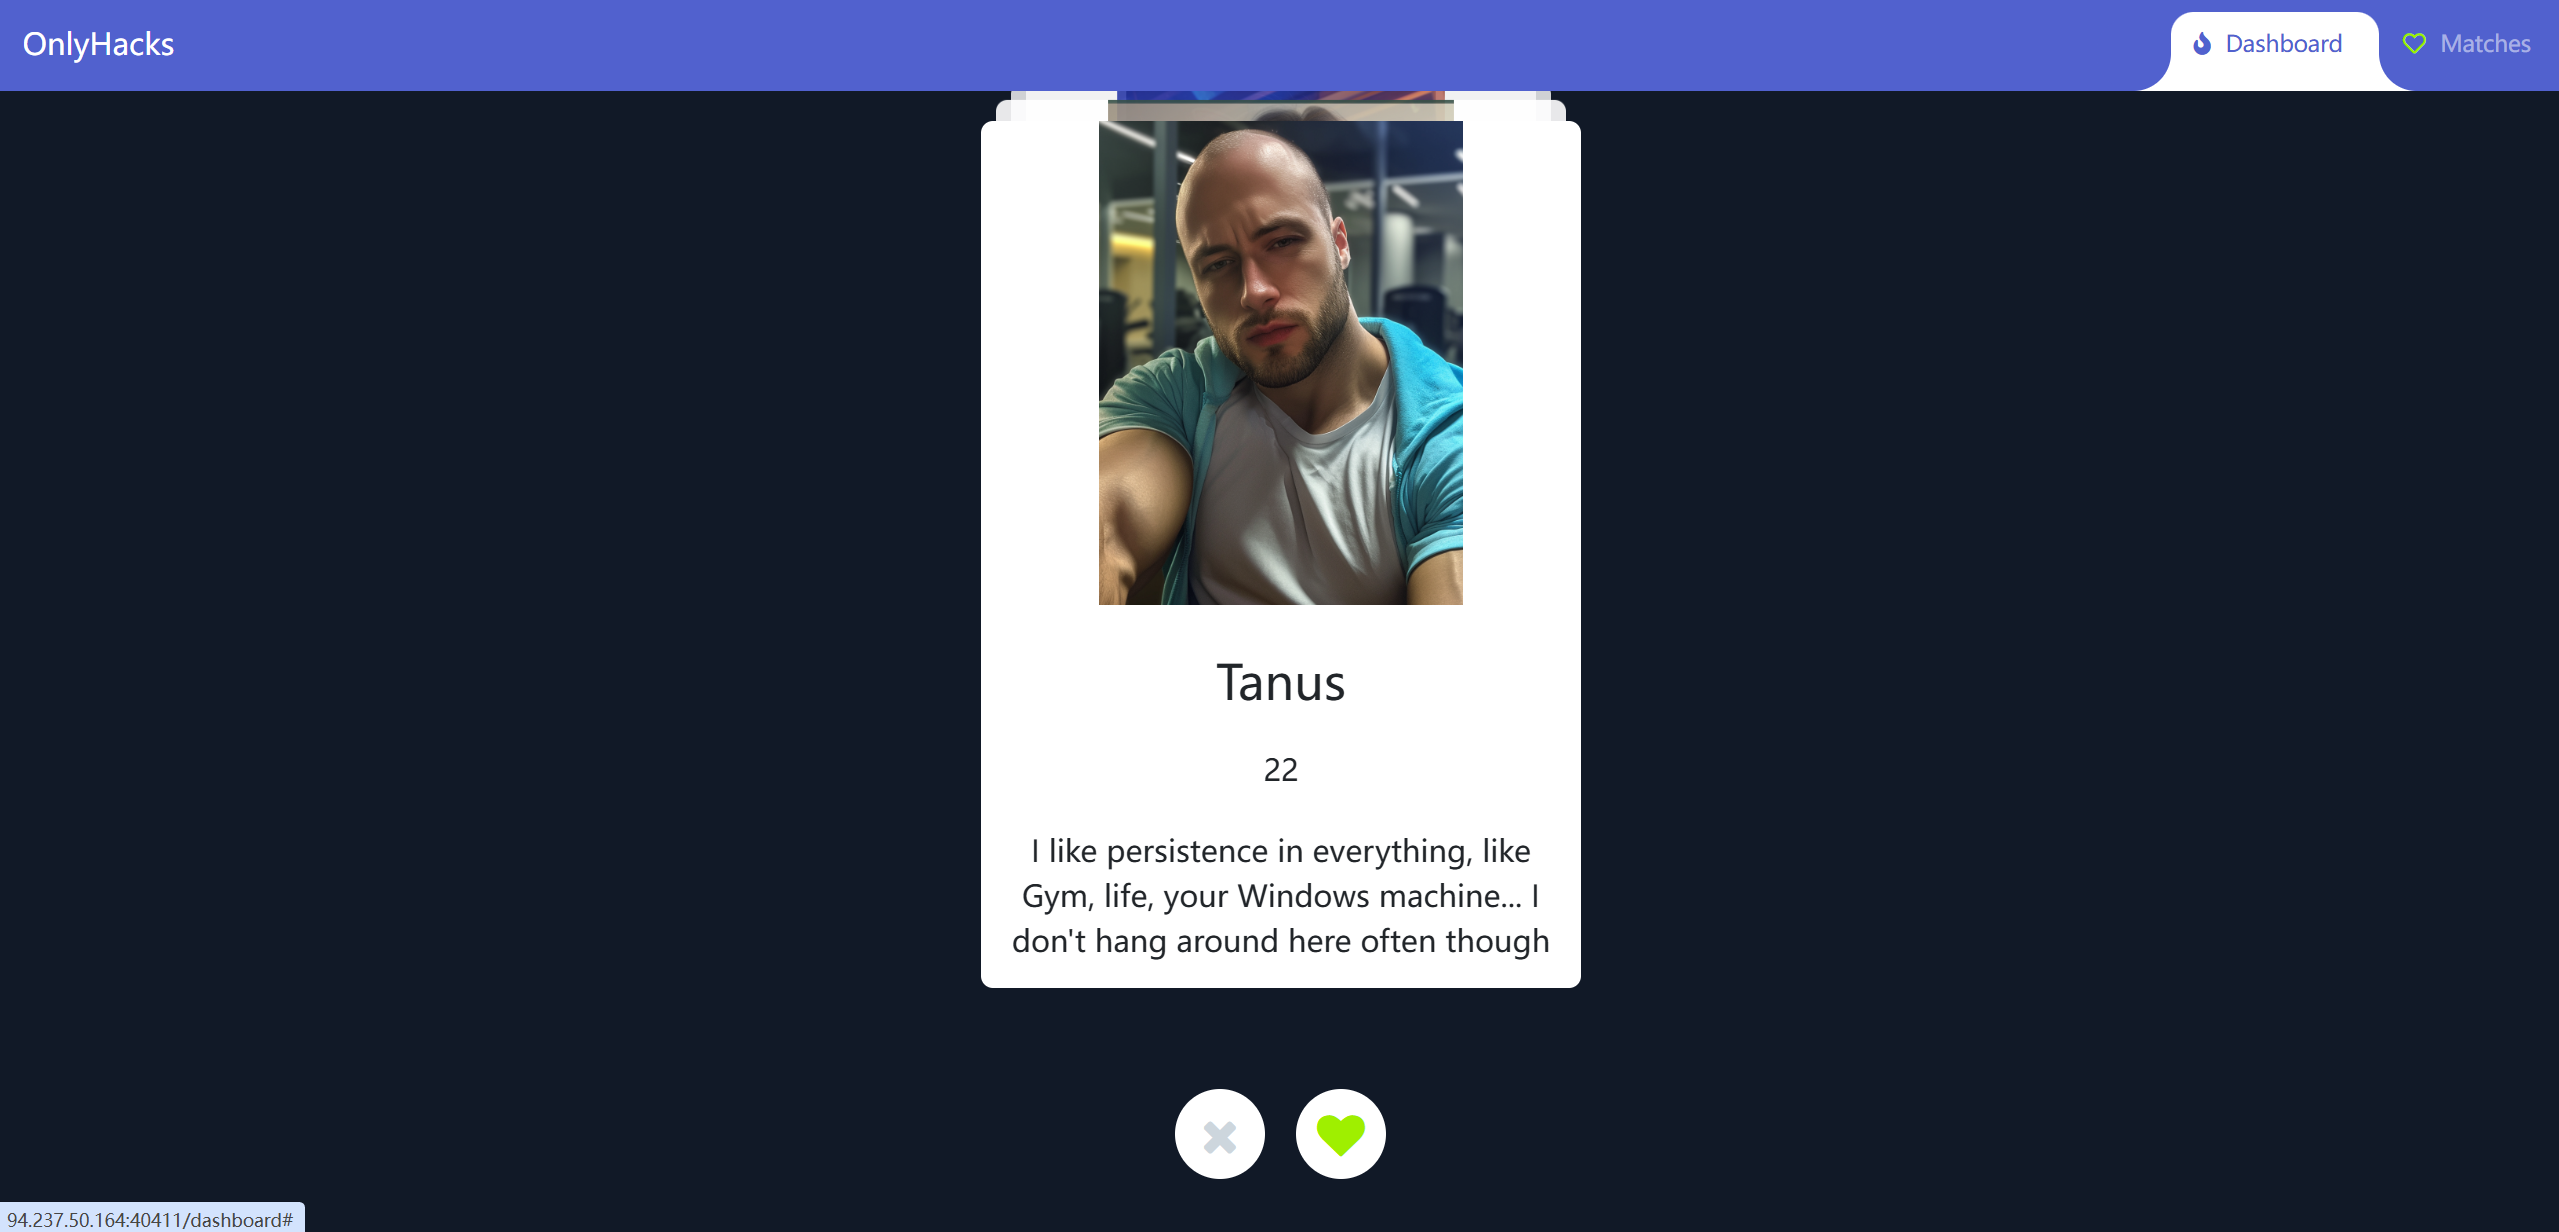 OnlyHacks
Dashboard
Matches
Tanus
22
I like persistence in everything, like
Gym, life, your Windows machine... I
don't hang around here often though
94.237.50.164:40411/dashboard#